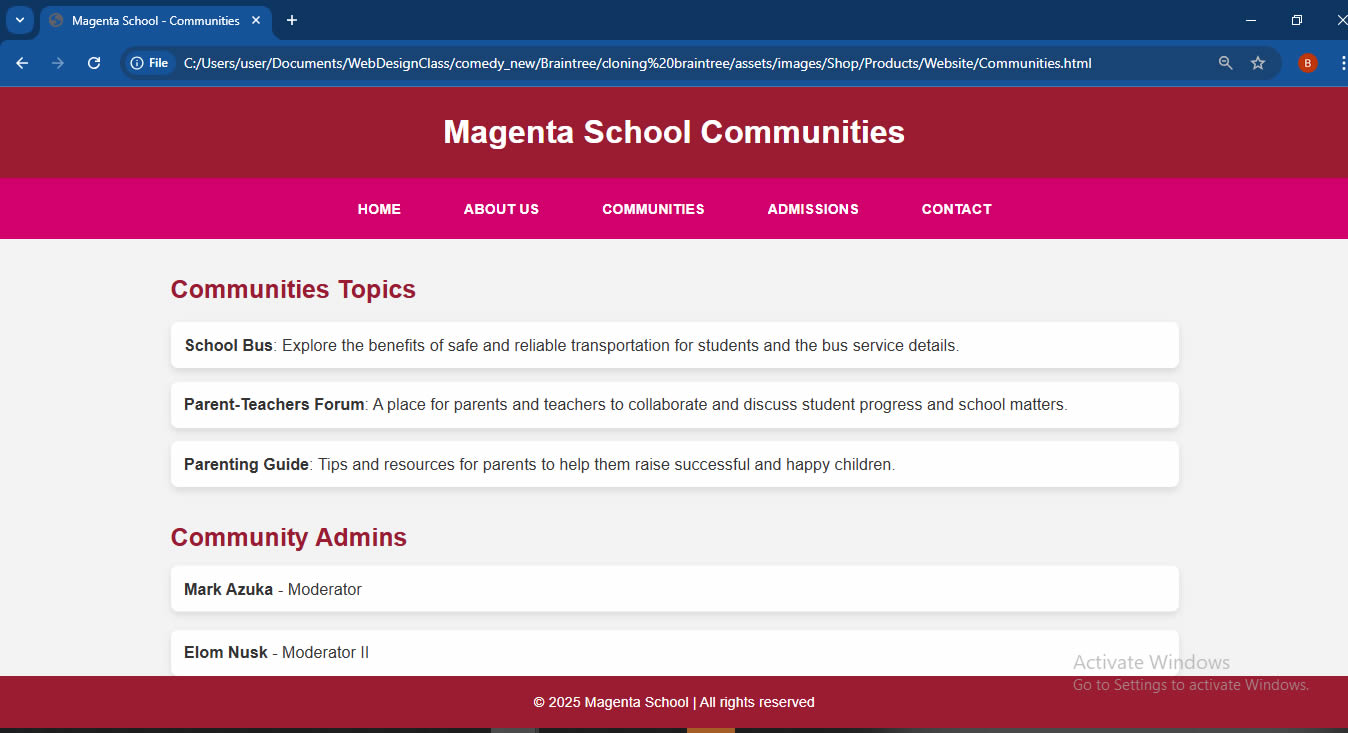 Magenta School - Communities
File C:/Users/user/Documents/WebDesignClass/comedy_new/Braintree/cloning%20braintree/assets/images/Shop/Products/Website/Communities.html B
Magenta School Communities
HOME ABOUT US COMMUNITIES ADMISSIONS CONTACT
Communities Topics
School Bus: Explore the benefits of safe and reliable transportation for students and the bus service details.
Parent-Teachers Forum: A place for parents and teachers to collaborate and discuss student progress and school matters.
Parenting Guide: Tips and resources for parents to help them raise successful and happy children.
Community Admins
Mark Azuka - Moderator
Elom Nusk - Moderator II
Activate Windows
Go to Settings to activate Windows.
© 2025 Magenta School | All rights reserved